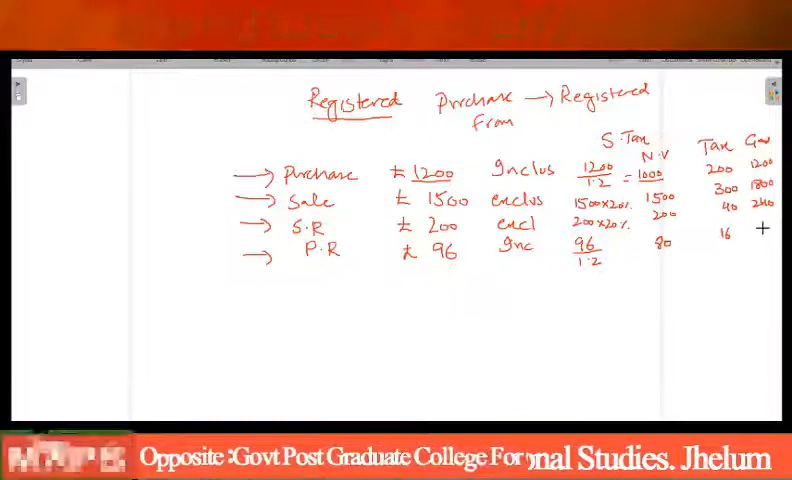 Registered Purchase → Registered
From
S.Tax
N.V Tax
→ Purchase £ 1200 Inclus 1200/1.2 = 1000 200 1200
→ Sale £ 1500 exclus 1500×20% 1500 300 1800
→ S.R £ 200 excl 200×20% 200 40 240
→ P.R £ 96 Inc 96/1.2 80 16
Opposite :Govt Post Graduate College For onal Studies. Jhelum